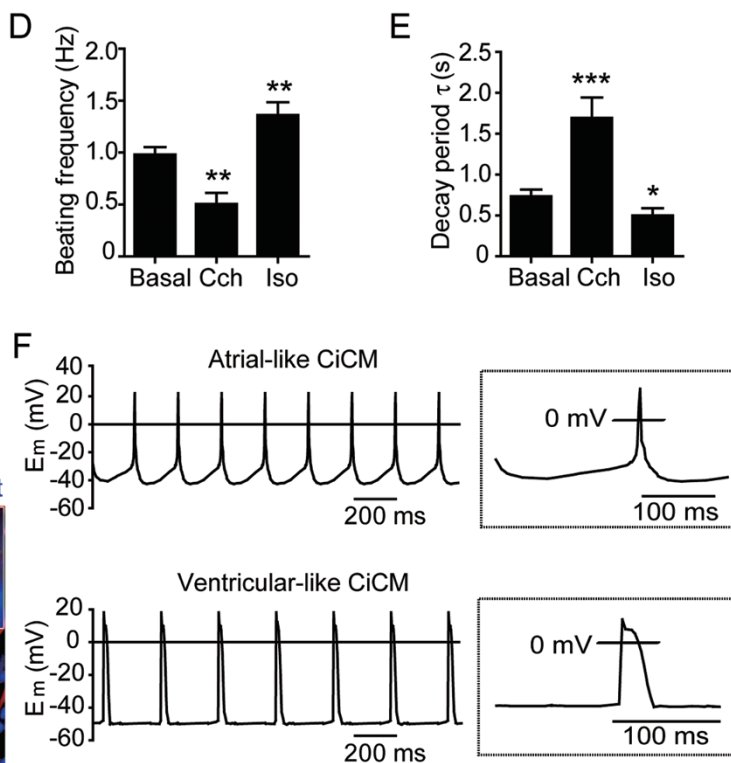 D
Beating frequency (Hz)
2.0
1.5
1.0
0.5
0
**
**
Basal Cch Iso
E
Decay period τ (s)
2.5
2.0
1.5
1.0
0.5
0
***
*
Basal Cch Iso
F
Atrial-like CiCM
Em (mV)
40
20
0
-20
-40
-60
200 ms
0 mV
100 ms
Ventricular-like CiCM
Em (mV)
20
0
-20
-40
-60
200 ms
0 mV
100 ms
t